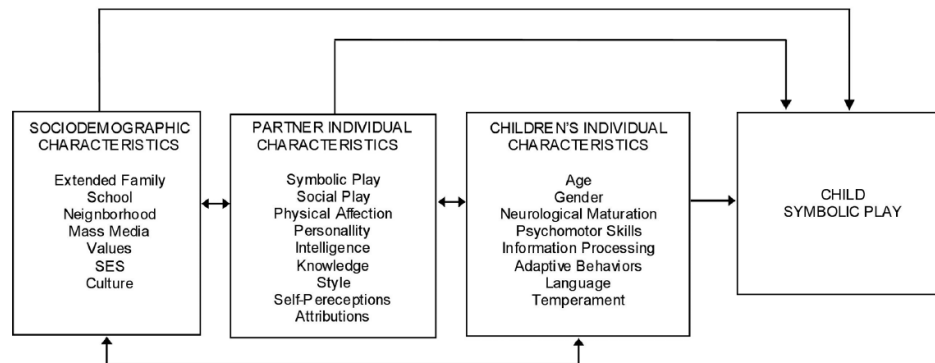 SOCIODEMOGRAPHIC
CHARACTERISTICS
Extended Family
School
Neignborhood
Mass Media
Values
SES
Culture
PARTNER INDIVIDUAL
CHARACTERISTICS
Symbolic Play
Social Play
Physical Affection
Personallity
Intelligence
Knowledge
Style
Self-Pereceptions
Attributions
CHILDREN'S INDIVIDUAL
CHARACTERISTICS
Age
Gender
Neurological Maturation
Psychomotor Skills
Information Processing
Adaptive Behaviors
Language
Temperament
CHILD
SYMBOLIC PLAY